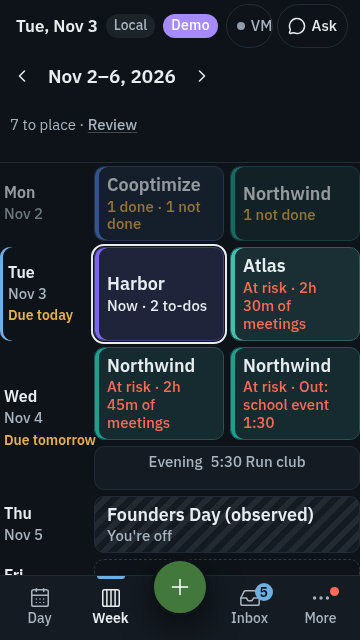 Tue, Nov 3 Local Demo VM Ask
Nov 2–6, 2026
7 to place · Review
Mon
Nov 2
Cooptimize
1 done · 1 not
done
Northwind
1 not done
Tue
Nov 3
Due today
Harbor
Now · 2 to-dos
Atlas
At risk · 2h
30m of
meetings
Wed
Nov 4
Due tomorrow
Northwind
At risk · 2h
45m of
meetings
Northwind
At risk · Out:
school event
1:30
Evening 5:30 Run club
Thu
Nov 5
Founders Day (observed)
You're off
Fri
Day
Week
+
Inbox
5
More